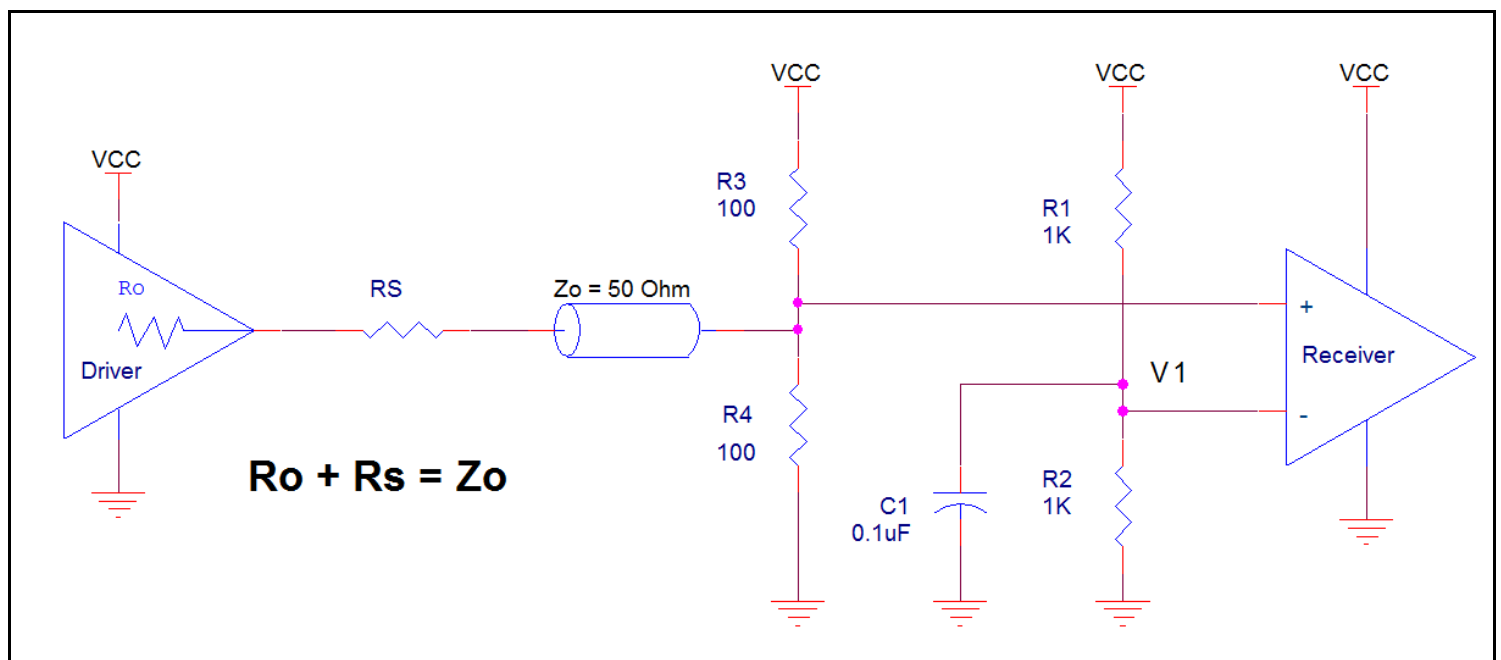 VCC
Ro
Driver
RS
Zo = 50 Ohm
Ro + Rs = Zo
VCC
R3
100
R4
100
VCC
R1
1K
V1
C1
0.1uF
R2
1K
VCC
+
Receiver
-